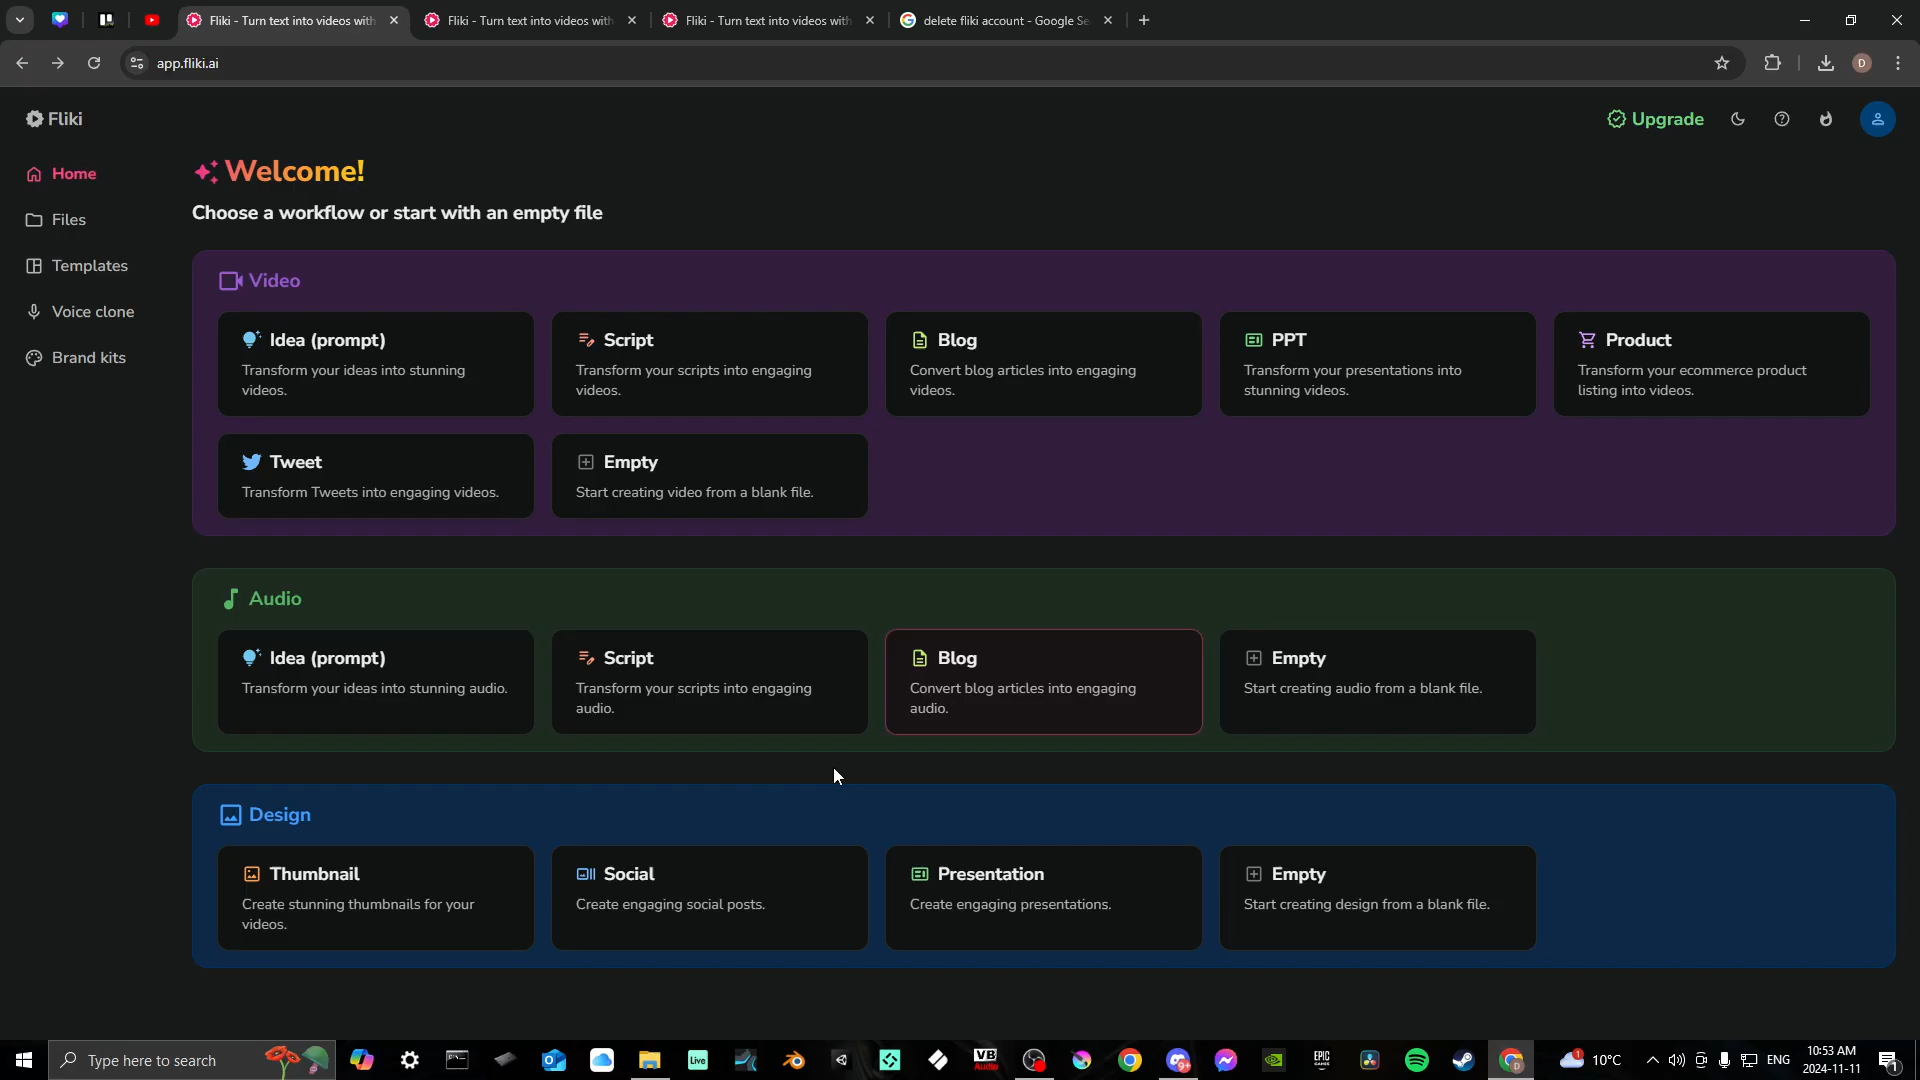 Fliki - Turn text into videos with
Fliki - Turn text into videos with
Fliki - Turn text into videos with
delete fliki account - Google Se
app.fliki.ai
D
Fliki
Upgrade
Home
Files
Templates
Voice clone
Brand kits
Welcome!
Choose a workflow or start with an empty file
Video
Idea (prompt)
Transform your ideas into stunning
videos.
Script
Transform your scripts into engaging
videos.
Blog
Convert blog articles into engaging
videos.
PPT
Transform your presentations into
stunning videos.
Product
Transform your ecommerce product
listing into videos.
Tweet
Transform Tweets into engaging videos.
Empty
Start creating video from a blank file.
Audio
Idea (prompt)
Transform your ideas into stunning audio.
Script
Transform your scripts into engaging
audio.
Blog
Convert blog articles into engaging
audio.
Empty
Start creating audio from a blank file.
Design
Thumbnail
Create stunning thumbnails for your
videos.
Social
Create engaging social posts.
Presentation
Create engaging presentations.
Empty
Start creating design from a blank file.
Type here to search
Live
VB
Audio
9+
EPIC
GAMES
D
1
10°C
ENG
10:53 AM
2024-11-11
1